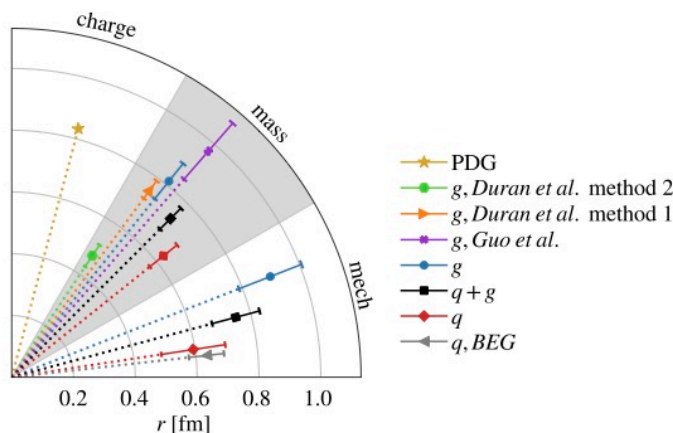 charge
mass
mech
0.2 0.4 0.6 0.8 1.0
r [fm]
PDG
g, Duran et al. method 2
g, Duran et al. method 1
g, Guo et al.
g
q + g
q
q, BEG